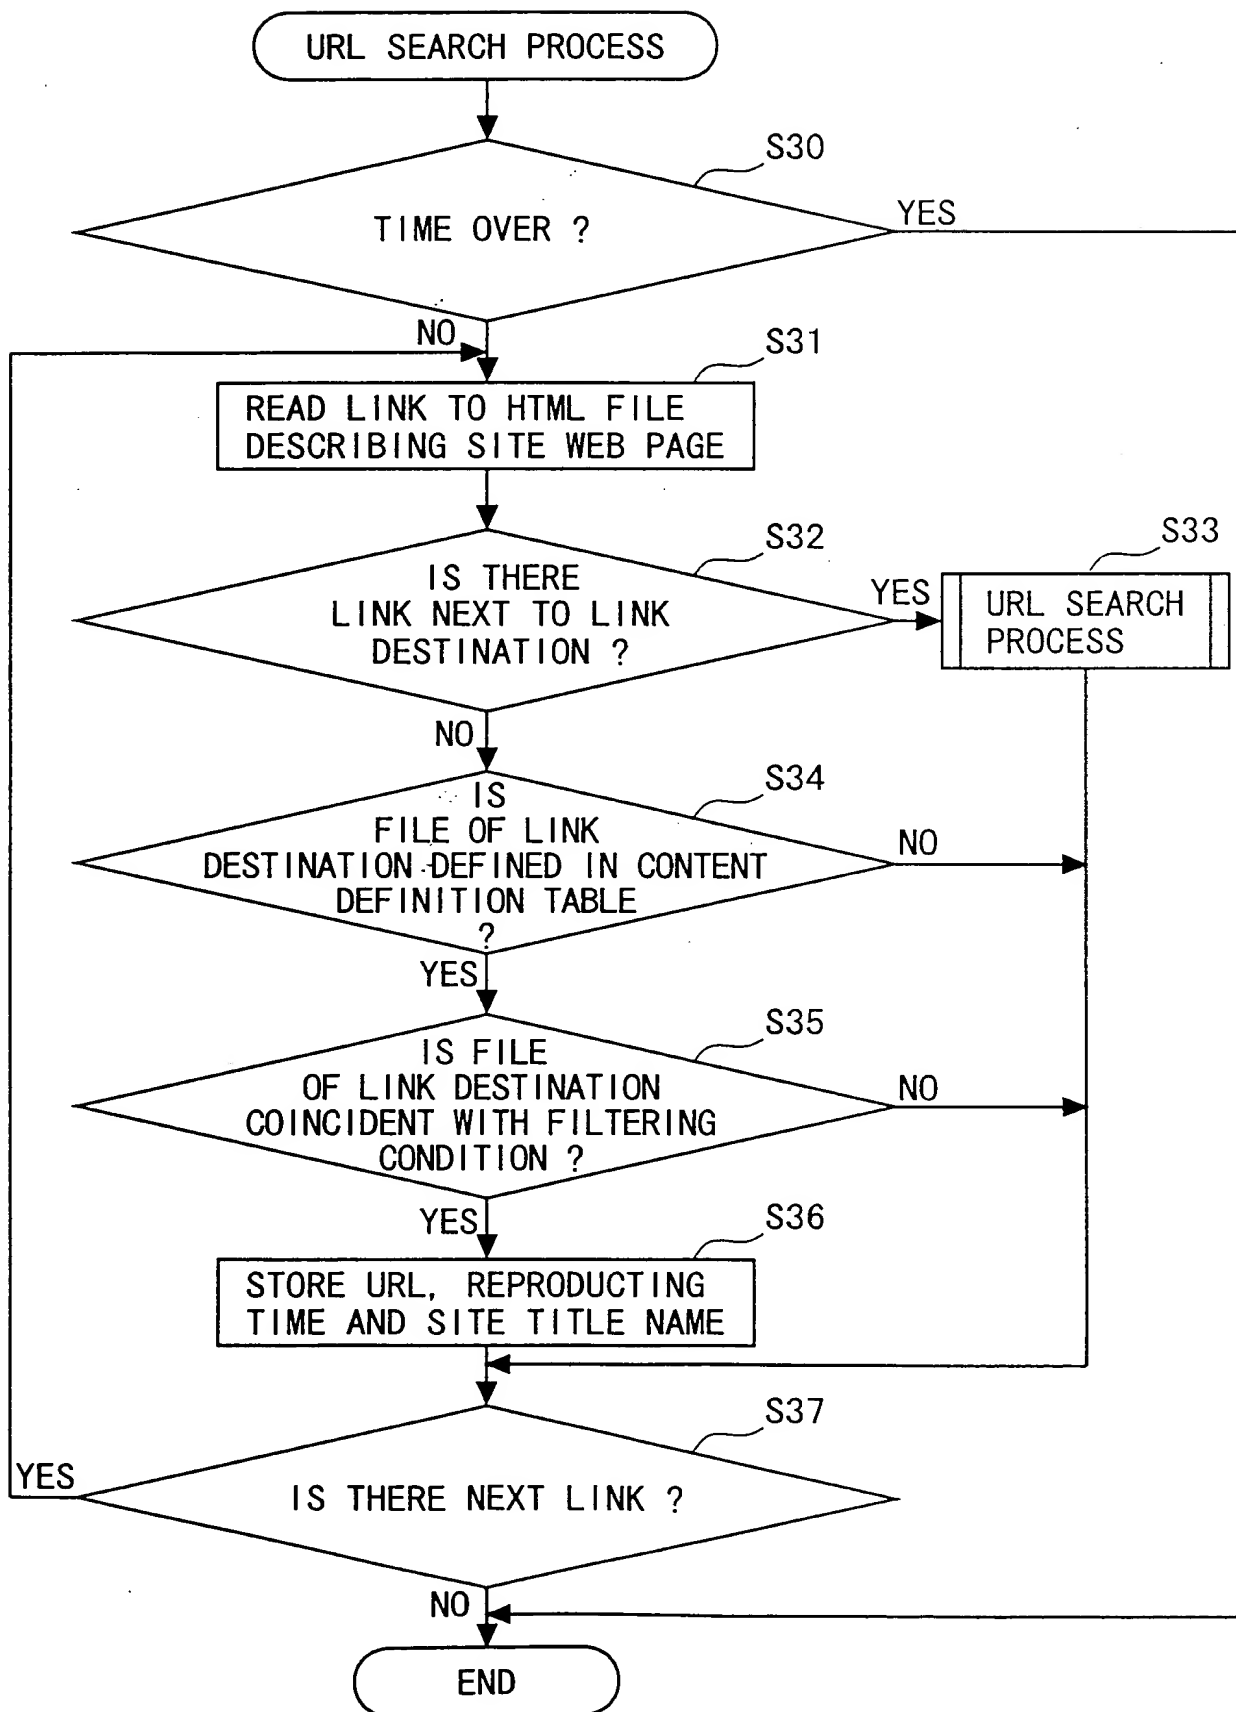 URL SEARCH PROCESS
S30
TIME OVER ?
YES
NO
S31
READ LINK TO HTML FILE
DESCRIBING SITE WEB PAGE
S32
IS THERE
LINK NEXT TO LINK
DESTINATION ?
YES
S33
URL SEARCH
PROCESS
NO
S34
IS
FILE OF LINK
DESTINATION DEFINED IN CONTENT
DEFINITION TABLE
?
NO
YES
S35
IS FILE
OF LINK DESTINATION
COINCIDENT WITH FILTERING
CONDITION ?
NO
YES
S36
STORE URL, REPRODUCTING
TIME AND SITE TITLE NAME
S37
YES
IS THERE NEXT LINK ?
NO
END